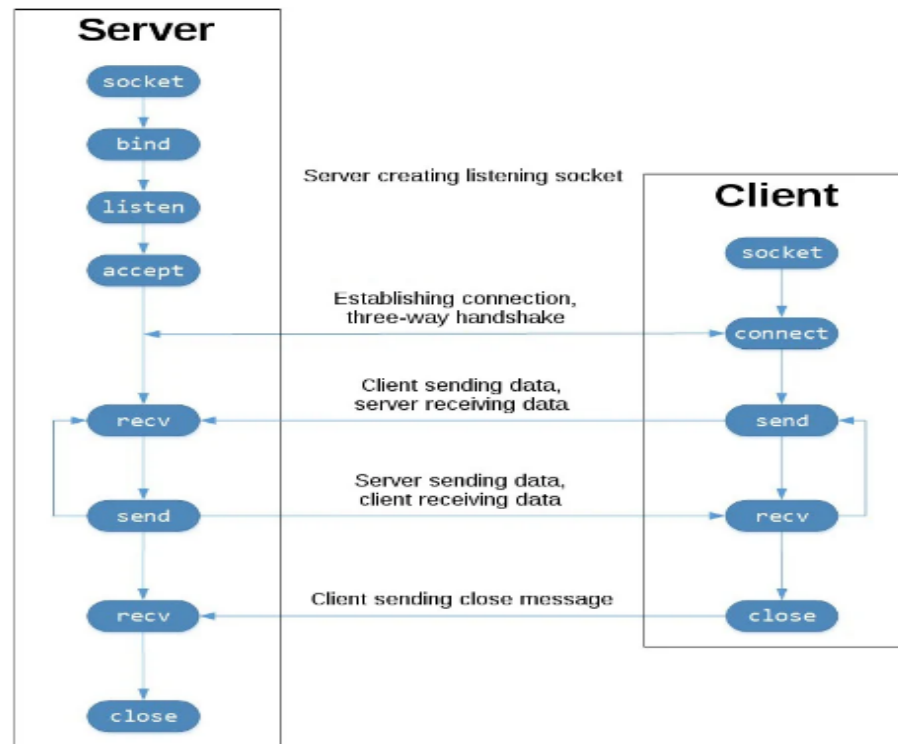 Server
socket
bind
Server creating listening socket
listen
Client
accept
socket
Establishing connection,
three-way handshake
connect
Client sending data,
server receiving data
recv
send
Server sending data,
client receiving data
send
recv
Client sending close message
recv
close
close